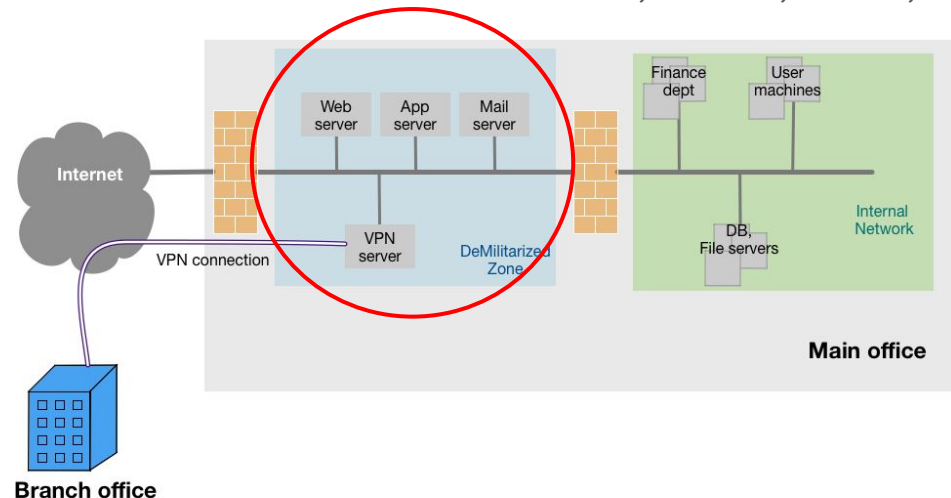 Internet
Web
server
App
server
Mail
server
VPN
server
DeMilitarized
Zone
VPN connection
Finance
dept
User
machines
DB,
File servers
Internal
Network
Main office
Branch office